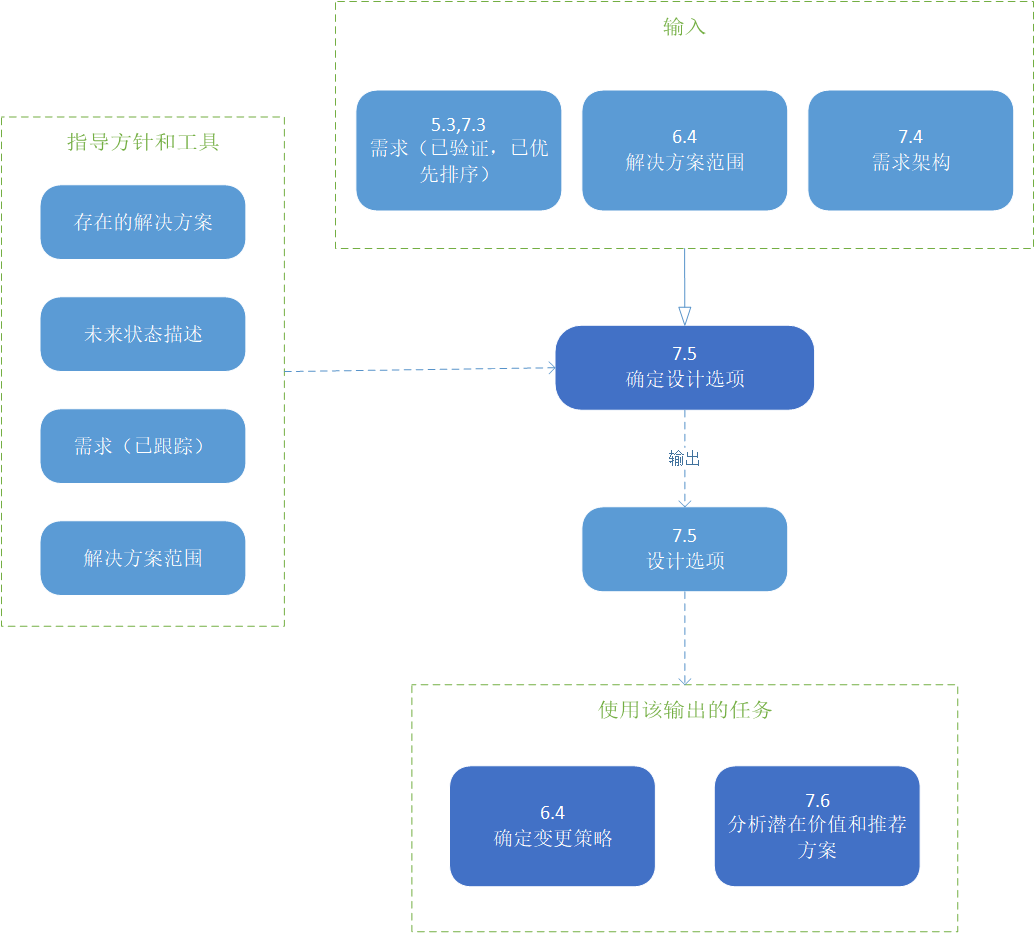 输入
5.3,7.3
需求（已验证，已优
先排序）
6.4
解决方案范围
7.4
需求架构
指导方针和工具
存在的解决方案
未来状态描述
需求（已跟踪）
解决方案范围
7.5
确定设计选项
输出
7.5
设计选项
使用该输出的任务
6.4
确定变更策略
7.6
分析潜在价值和推荐
方案